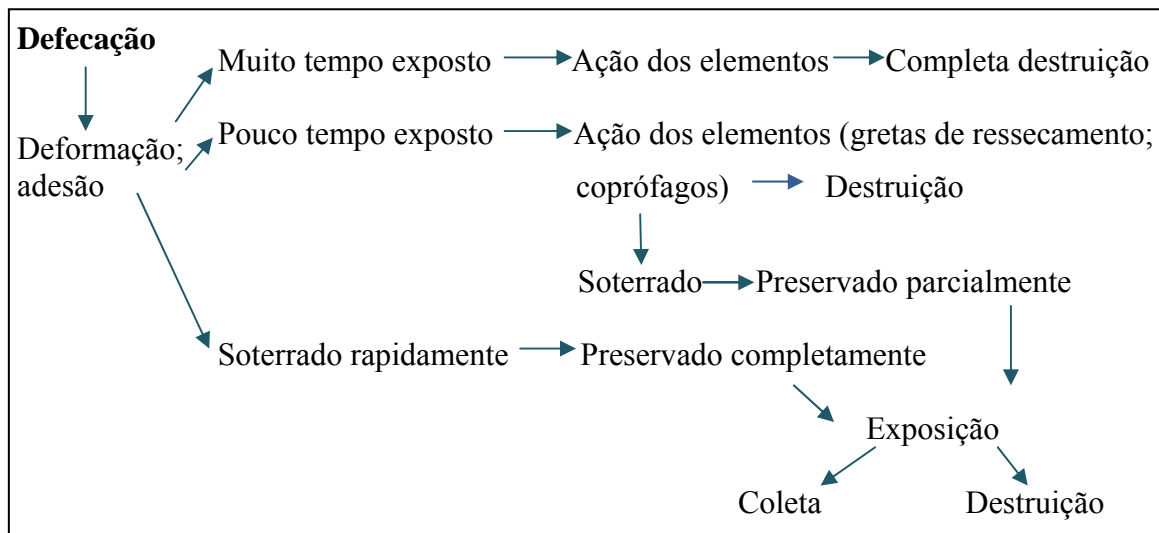 Defecação
Muito tempo exposto
Ação dos elementos
Completa destruição
Pouco tempo exposto
Ação dos elementos (gretas de ressecamento;
Deformação;
adesão
coprófagos)
Destruição
Soterrado
Preservado parcialmente
Soterrado rapidamente
Preservado completamente
Exposição
Coleta
Destruição